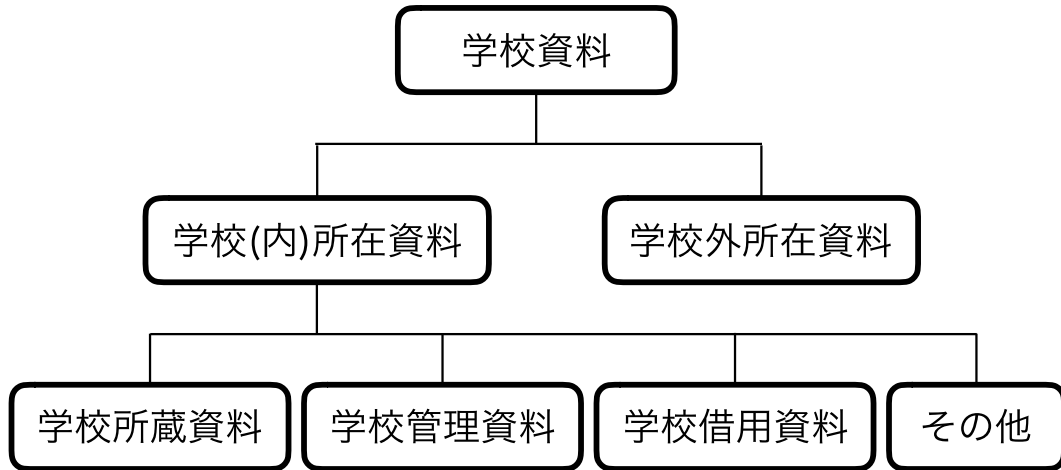 学校資料
学校(内)所在資料
学校外所在資料
学校所蔵資料
学校管理資料
学校借用資料
その他